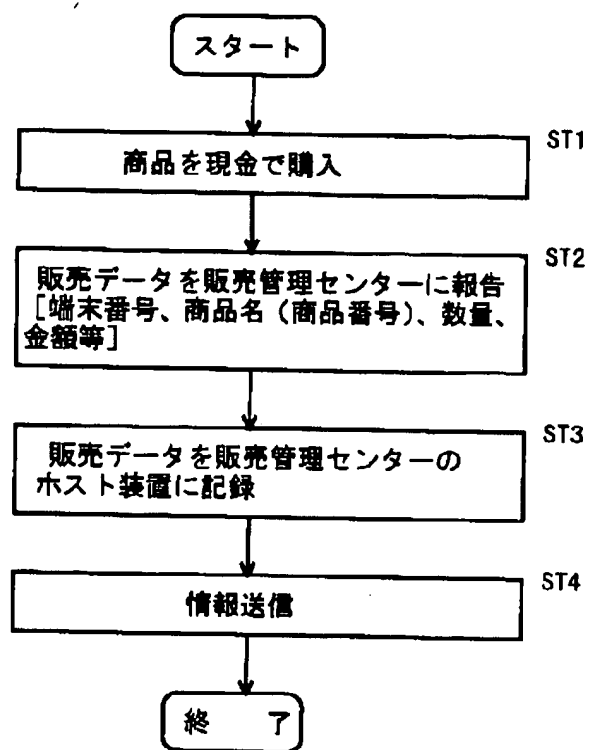 スタート
ST1
商品を現金で購入
ST2
販売データを販売管理センターに報告
[端末番号、商品名(商品番号)、数量、
金額等]
ST3
販売データを販売管理センターの
ホスト装置に記録
ST4
情報送信
終 了